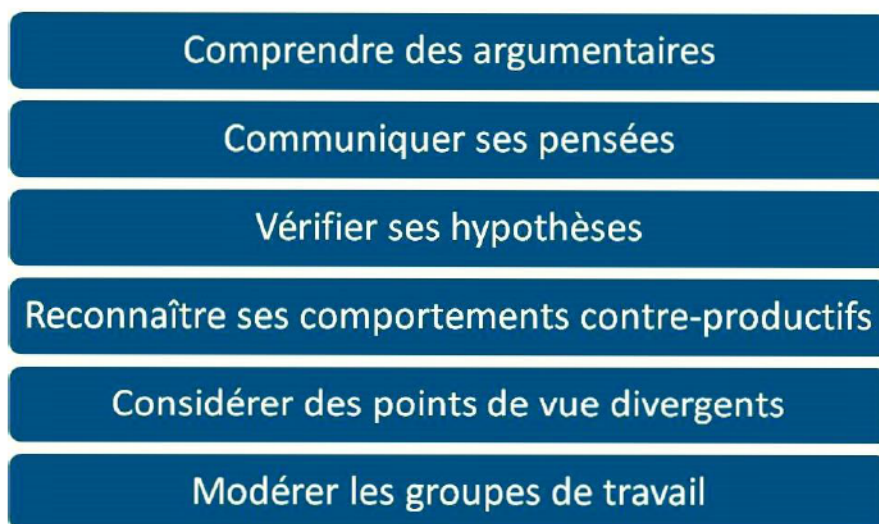 Comprendre des argumentaires
Communiquer ses pensées
Vérifier ses hypothèses
Reconnaître ses comportements contre-productifs
Considérer des points de vue divergents
Modérer les groupes de travail